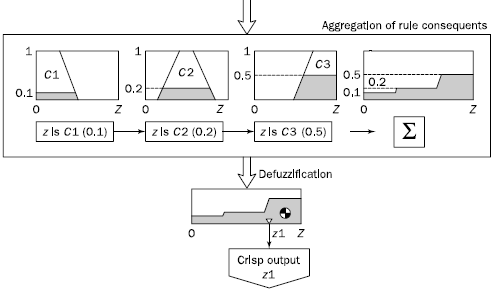 Aggregation of rule consequents
1
C1
0.1
0
Z
1
C2
0.2
0
Z
1
C3
0.5
0
Z
0.5
0.2
0,1
0
Z
z Is C1 (0.1)
z Is C2 (0.2)
z Is C3 (0.5)
Σ
Defuzzification
0
z1
Z
Crisp output
z1